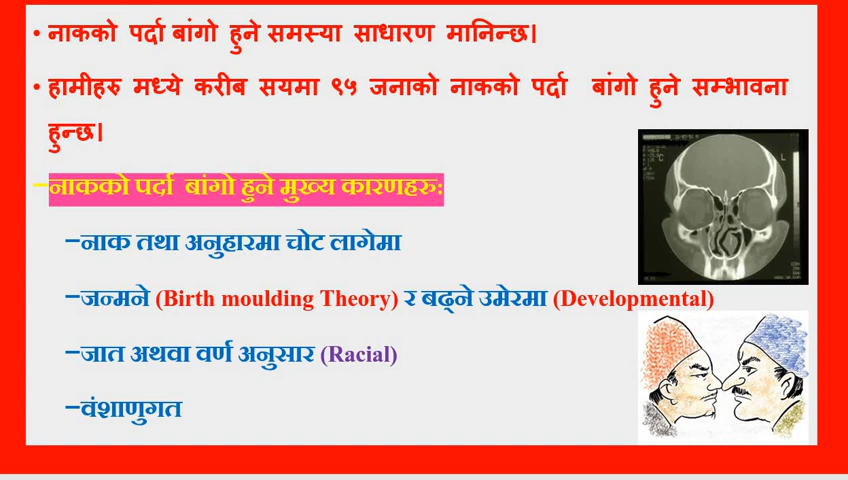 • नाकको पर्दा बांगो हुने समस्या साधारण मानिन्छ।
• हामीहरु मध्ये करीब सयमा ९५ जनाको नाकको पर्दा बांगो हुने सम्भावना
हुन्छ।
–नाकको पर्दा बांगो हुने मुख्य कारणहरु:
–नाक तथा अनुहारमा चोट लागेमा
–जन्मने (Birth moulding Theory) र बढ्ने उमेरमा (Developmental)
–जात अथवा वर्ण अनुसार (Racial)
–वंशाणुगत
L